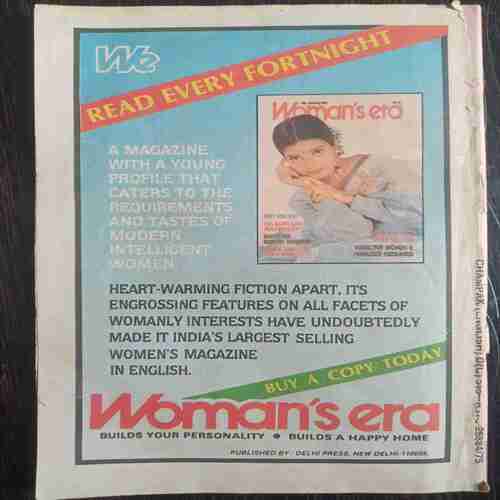 We
READ EVERY FORTNIGHT
Woman's era
A MAGAZINE
WITH A YOUNG
PROFILE THAT
CATERS TO THE
REQUIREMENTS
AND TASTES OF
MODERN
INTELLIGENT
WOMEN.
HEART-WARMING FICTION APART, ITS
ENGROSSING FEATURES ON ALL FACETS OF
WOMANLY INTERESTS HAVE UNDOUBTEDLY
MADE IT INDIA'S LARGEST SELLING
WOMEN'S MAGAZINE
IN ENGLISH.
BUY A COPY TODAY
Woman's era
BUILDS YOUR PERSONALITY ● BUILDS A HAPPY HOME
PUBLISHED BY: DELHI PRESS, NEW DELHI-110055.
CHAMPAK